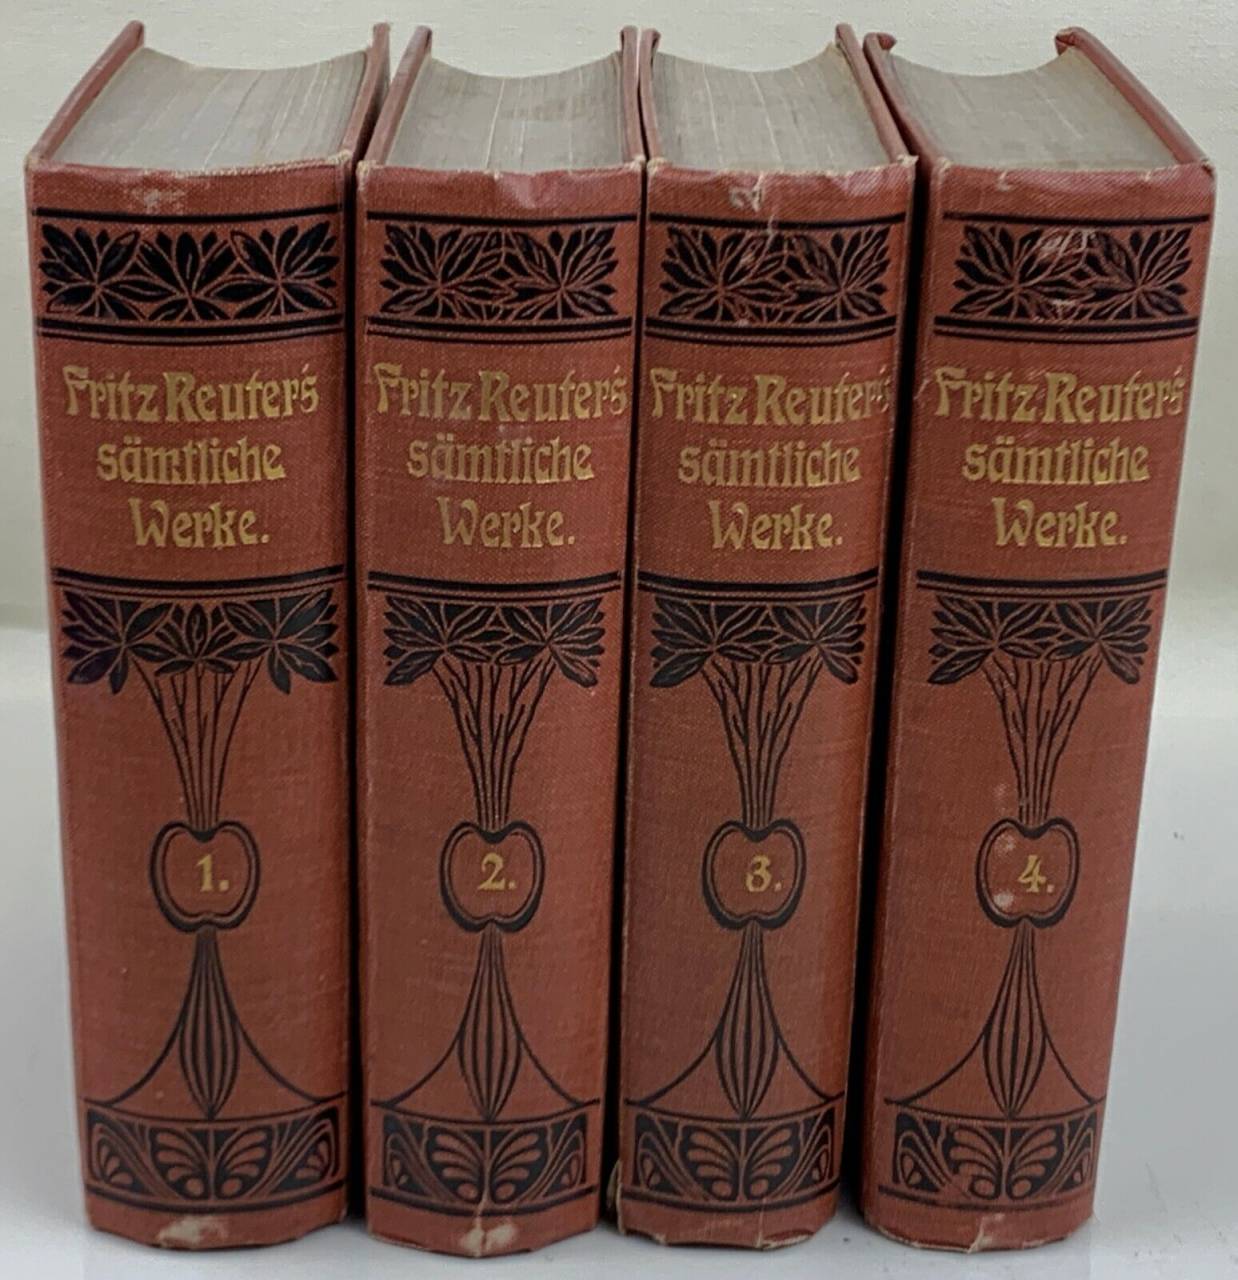 Fritz Reuter's
sämtliche
Werke.
1.
Fritz Reuter's
sämtliche
Werke.
2.
Fritz Reuter's
sämtliche
Werke.
3.
Fritz Reuter's
sämtliche
Werke.
4.